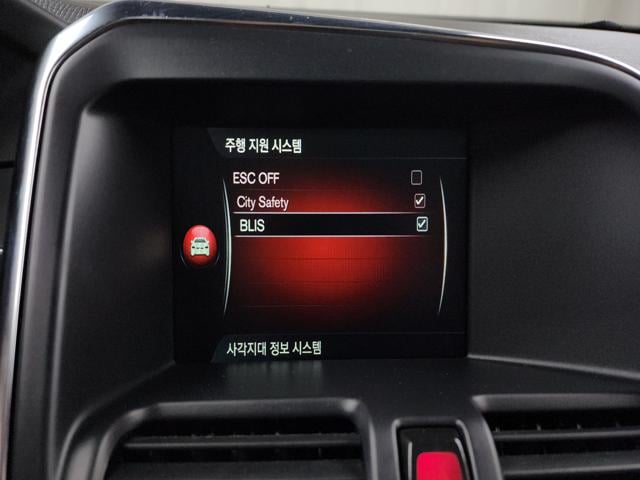 주행 지원 시스템
ESC OFF
City Safety
BLIS
사각지대 정보 시스템